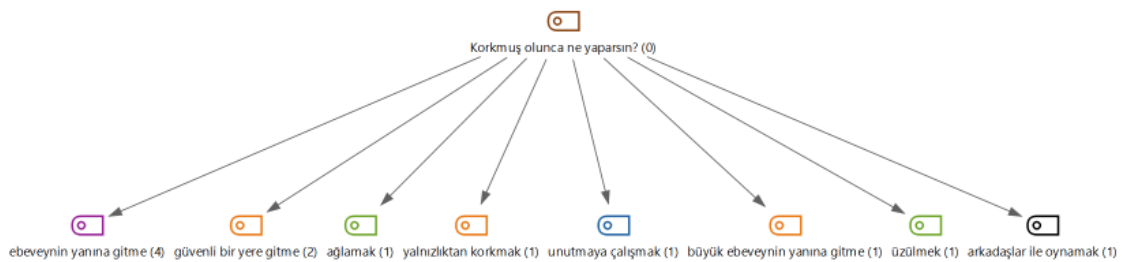 Korkmuş olunca ne yaparsın? (0)
ebeveynin yanına gitme (4)
güvenli bir yere gitme (2)
ağlamak (1)
yalnızlıktan korkmak (1)
unutmaya çalışmak (1)
büyük ebeveynin yanına gitme (1)
üzülmek (1)
arkadaşlar ile oynamak (1)